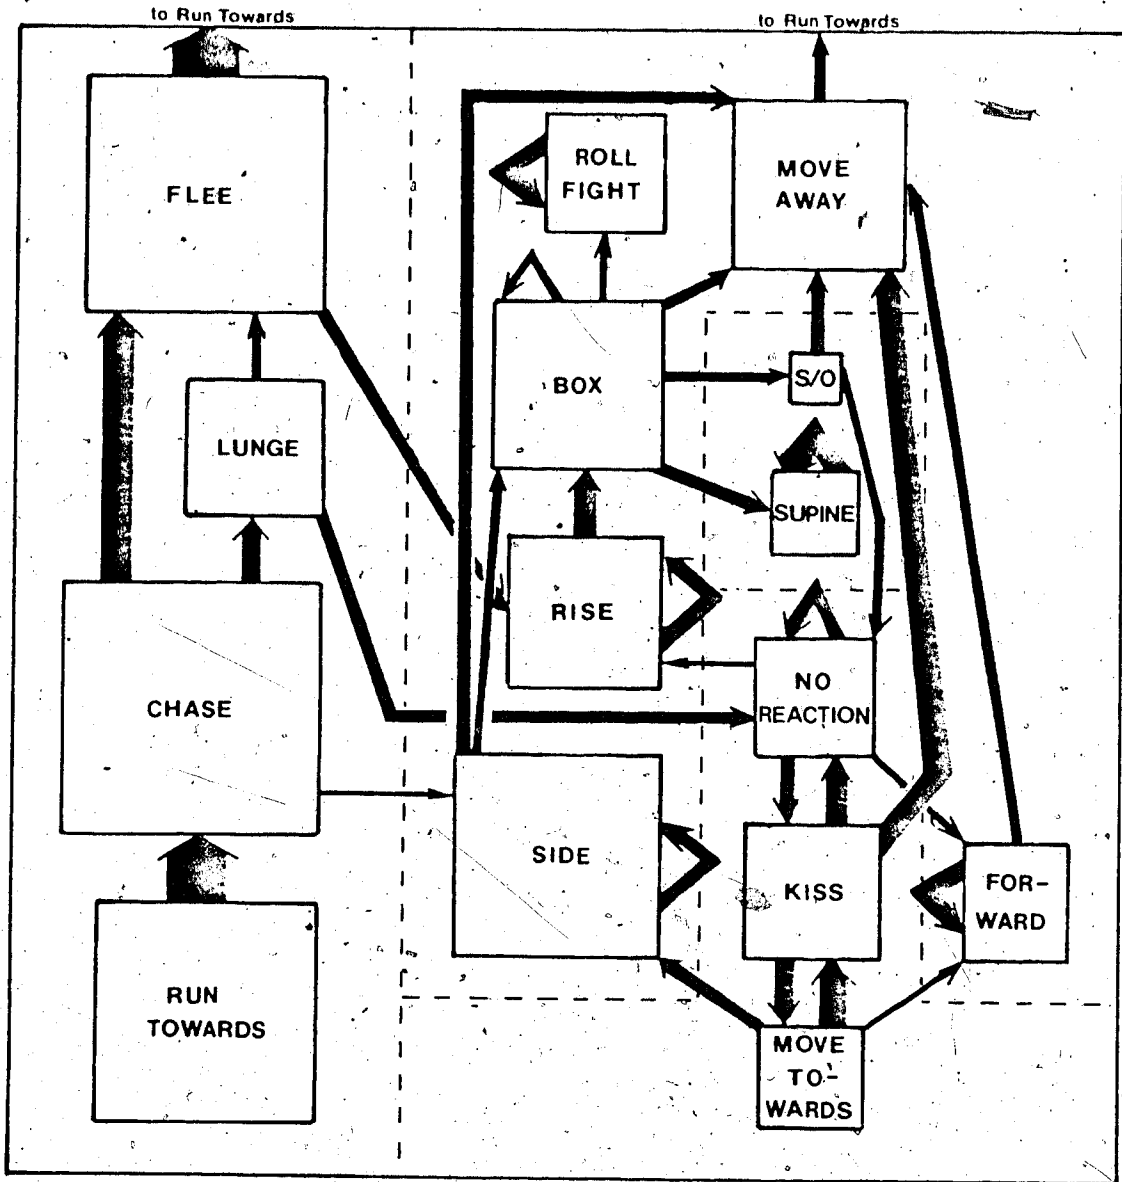 to Run Towards
to Run Towards
FLEE
ROLL
FIGHT
MOVE
AWAY
BOX
S/O
LUNGE
SUPINE
RISE
CHASE
NO
REACTION
SIDE
KISS
FOR-
WARD
RUN
TOWARDS
MOVE
TO-
WARDS